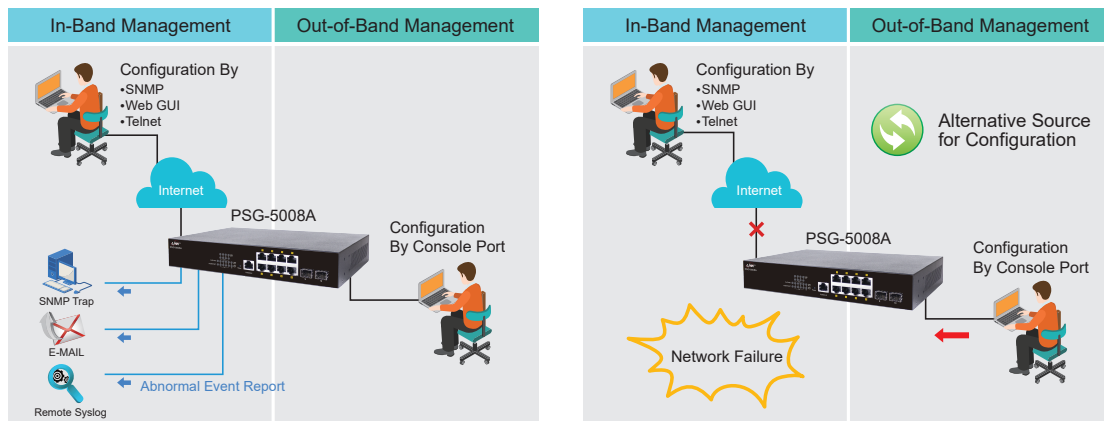 In-Band Management
Out-of-Band Management
Configuration By
•SNMP
•Web GUI
•Telnet
Internet
PSG-5008A
Configuration
By Console Port
SNMP Trap
E-MAIL
Abnormal Event Report
Remote Syslog
In-Band Management
Out-of-Band Management
Configuration By
•SNMP
•Web GUI
•Telnet
Alternative Source
for Configuration
Internet
PSG-5008A
Configuration
By Console Port
Network Failure